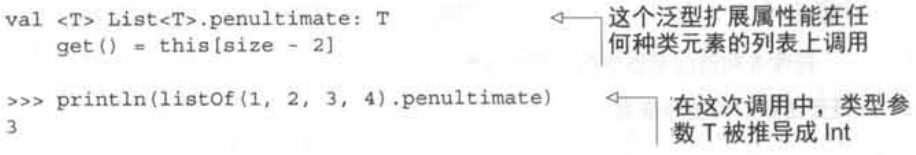 val <T> List<T>.penultimate: T
    get() = this[size - 2]
这个泛型扩展属性能在任
何种类元素的列表上调用
>>> println(listOf(1, 2, 3, 4).penultimate)
3
在这次调用中，类型参
数 T 被推导成 Int